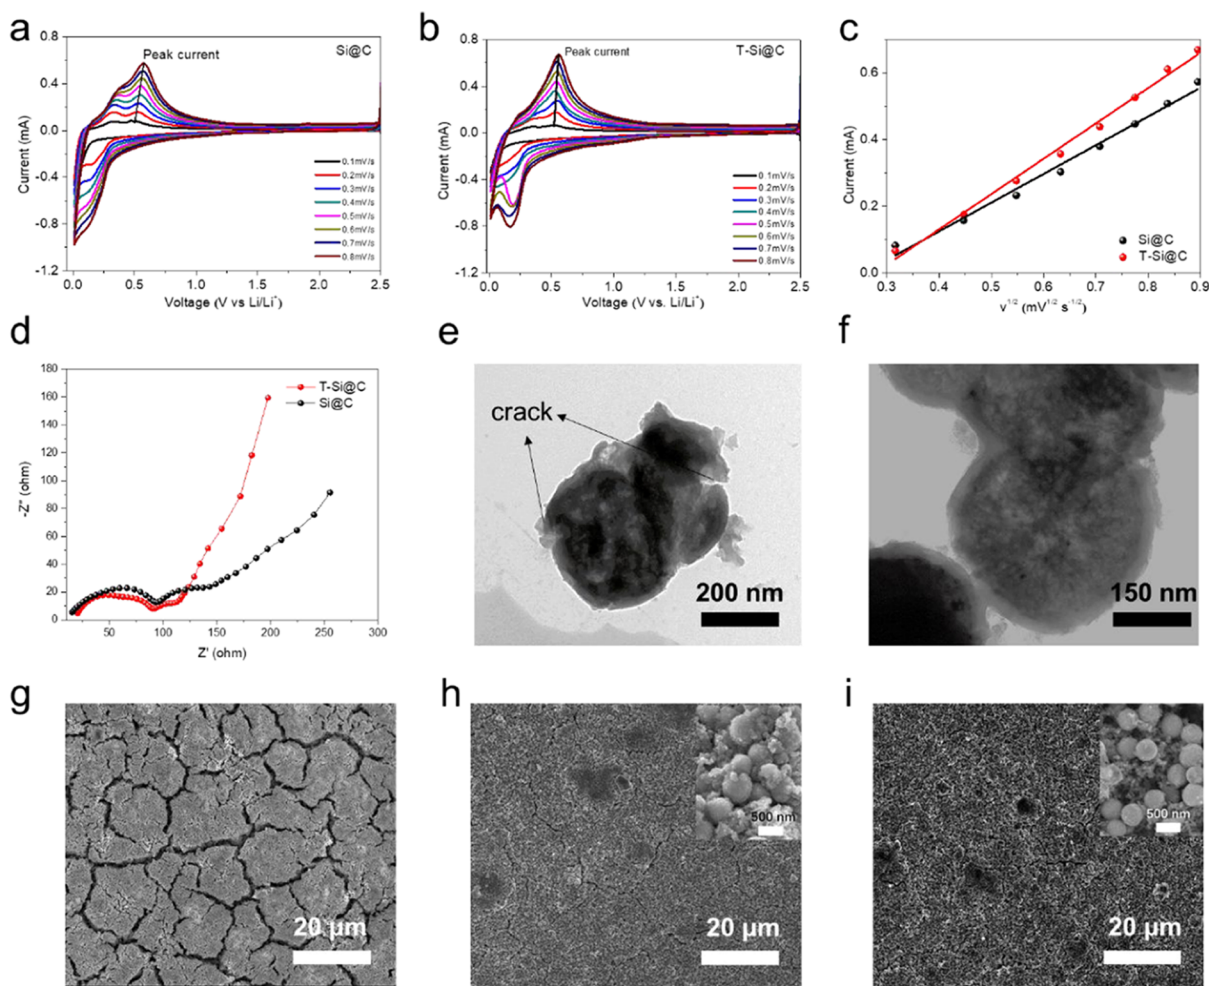 a
Si@C
Peak current
Current (mA)
0.8
0.4
0.0
-0.4
-0.8
-1.2
0.1mV/s
0.2mV/s
0.3mV/s
0.4mV/s
0.5mV/s
0.6mV/s
0.7mV/s
0.8mV/s
0.0 0.5 1.0 1.5 2.0 2.5
Voltage (V vs Li/Li⁺)
b
T-Si@C
Peak current
Current (mA)
0.8
0.4
0.0
-0.4
-0.8
-1.2
0.1mV/s
0.2mV/s
0.3mV/s
0.4mV/s
0.5mV/s
0.6mV/s
0.7mV/s
0.8mV/s
0.0 0.5 1.0 1.5 2.0 2.5
Voltage (V vs. Li/Li⁺)
c
Current (mA)
0.6
0.4
0.2
0.0
Si@C
T-Si@C
0.3 0.4 0.5 0.6 0.7 0.8 0.9
v¹ᐟ² (mV¹ᐟ² s⁻¹ᐟ²)
d
-Z" (ohm)
180
160
140
120
100
80
60
40
20
0
T-Si@C
Si@C
50 100 150 200 250 300
Z' (ohm)
e
crack
200 nm
f
150 nm
g
20 µm
h
500 nm
20 µm
i
500 nm
20 µm